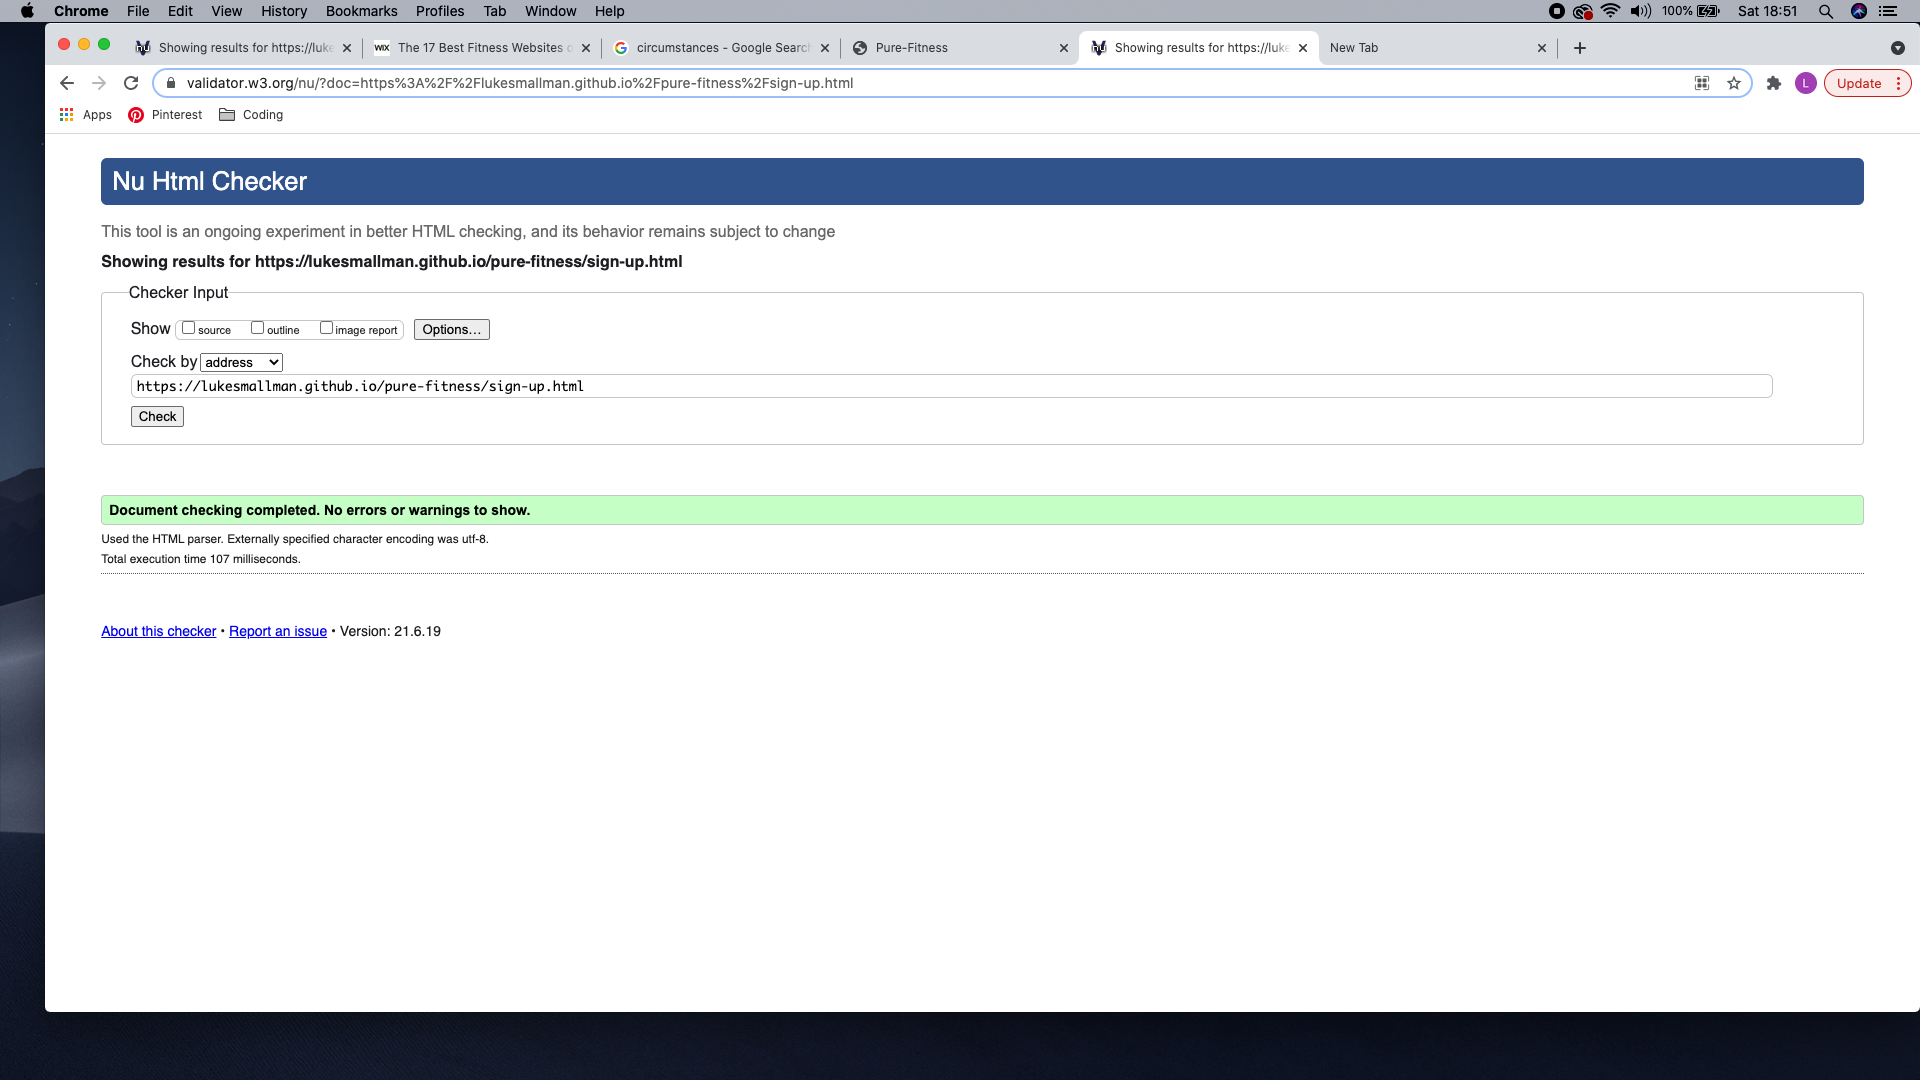 Chrome File Edit View History Bookmarks Profiles Tab Window Help 100% Sat 18:51
Showing results for https://luke WIX The 17 Best Fitness Websites o circumstances - Google Searc Pure-Fitness Showing results for https://luke New Tab
validator.w3.org/nu/?doc=https%3A%2F%2Flukesmallman.github.io%2Fpure-fitness%2Fsign-up.html L Update
Apps Pinterest Coding
Nu Html Checker
This tool is an ongoing experiment in better HTML checking, and its behavior remains subject to change
Showing results for https://lukesmallman.github.io/pure-fitness/sign-up.html
Checker Input
Show source outline image report Options...
Check by address
https://lukesmallman.github.io/pure-fitness/sign-up.html
Check
Document checking completed. No errors or warnings to show.
Used the HTML parser. Externally specified character encoding was utf-8.
Total execution time 107 milliseconds.
About this checker • Report an issue • Version: 21.6.19